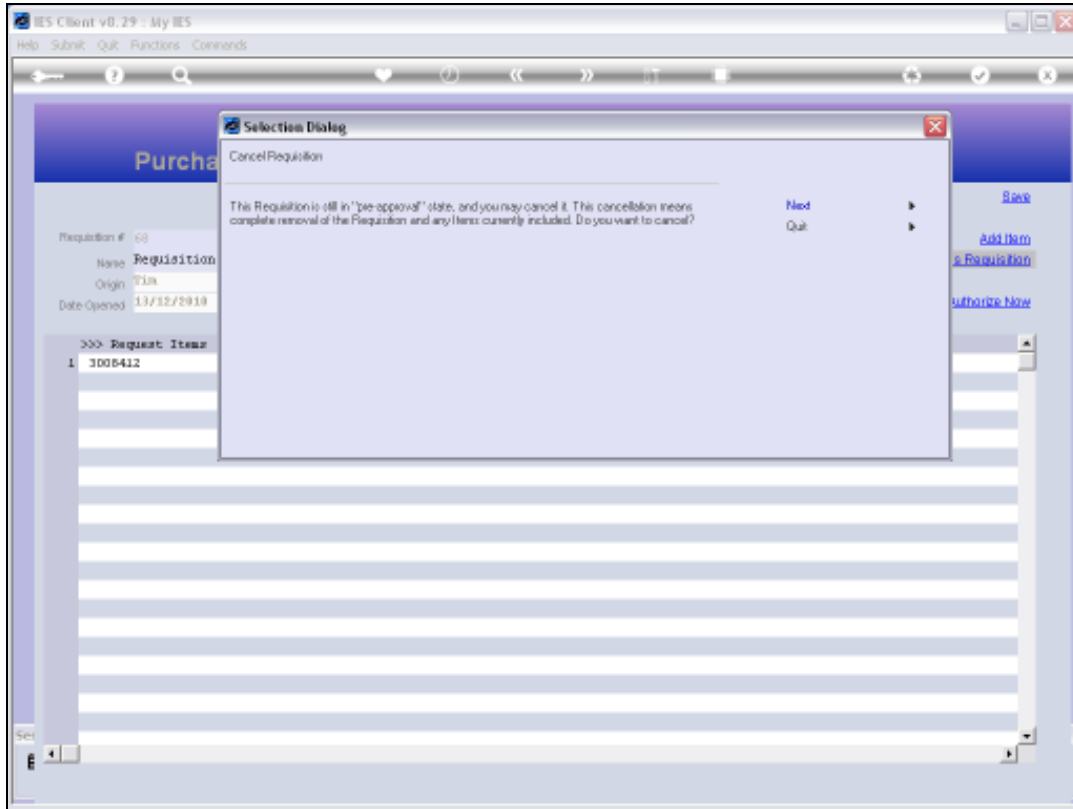 IES Client v8.29 : My IES
Help Submit Quit Functions Commands
Selection Dialog
Cancel Requisition
This Requisition is still in "pre-approval" state, and you may cancel it. This cancellation means
complete removal of the Requisition and any Items currently included. Do you want to cancel?
Next
Quit
Purcha
Save
Requisition # 68
Add Item
Name Requisition
s Requisition
Origin Tim
Date Opened 13/12/2010
uthorize Now
>>> Request Items
1 3008412
Ser